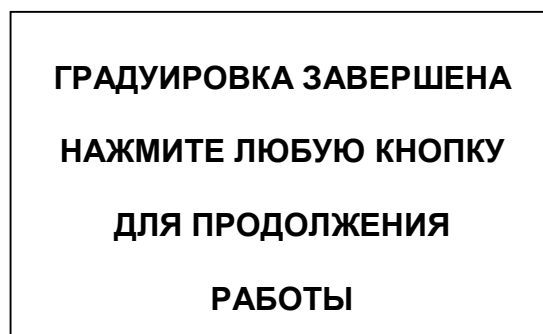 ГРАДУИРОВКА ЗАВЕРШЕНА
НАЖМИТЕ ЛЮБУЮ КНОПКУ
ДЛЯ ПРОДОЛЖЕНИЯ
РАБОТЫ